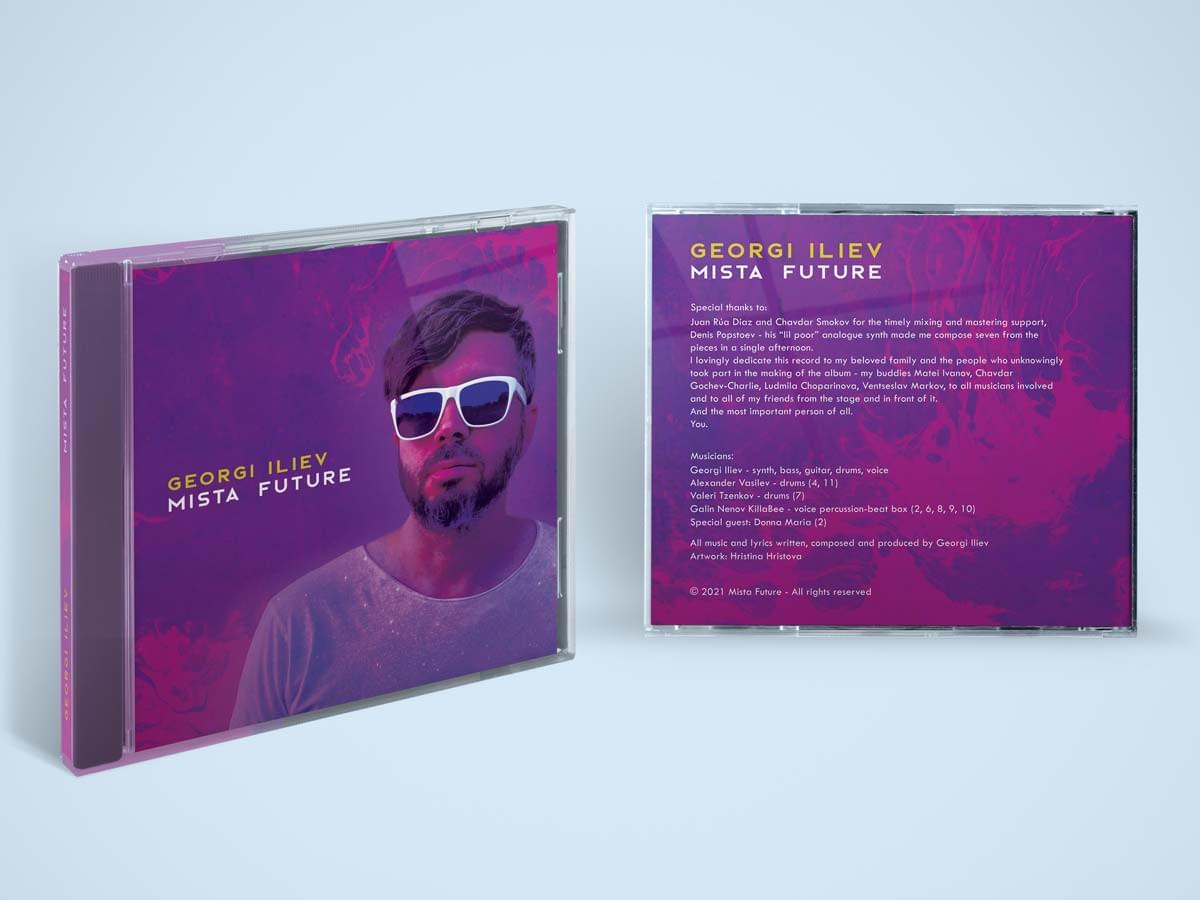 MISTA FUTURE
GEORGI ILIEV
GEORGI ILIEV
MISTA FUTURE
GEORGI ILIEV
MISTA FUTURE
Special thanks to:
Juan Rúa Díaz and Chavdar Smokov for the timely mixing and mastering support,
Denis Popstoev - his "lil poor" analogue synth made me compose seven from the
pieces in a single afternoon.
I lovingly dedicate this record to my beloved family and the people who unknowingly
took part in the making of the album - my buddies Matei Ivanov, Chavdar
Gochev-Charlie, Ludmila Choparinova, Ventseslav Markov, to all musicians involved
and to all of my friends from the stage and in front of it.
And the most important person of all.
You.
Musicians:
Georgi Iliev - synth, bass, guitar, drums, voice
Alexander Vasilev - drums (4, 11)
Valeri Tzenkov - drums (7)
Galin Nenov KillaBee - voice percussion-beat box (2, 6, 8, 9, 10)
Special guest: Donna Maria (2)
All music and lyrics written, composed and produced by Georgi Iliev
Artwork: Hristina Hristova
© 2021 Mista Future - All rights reserved